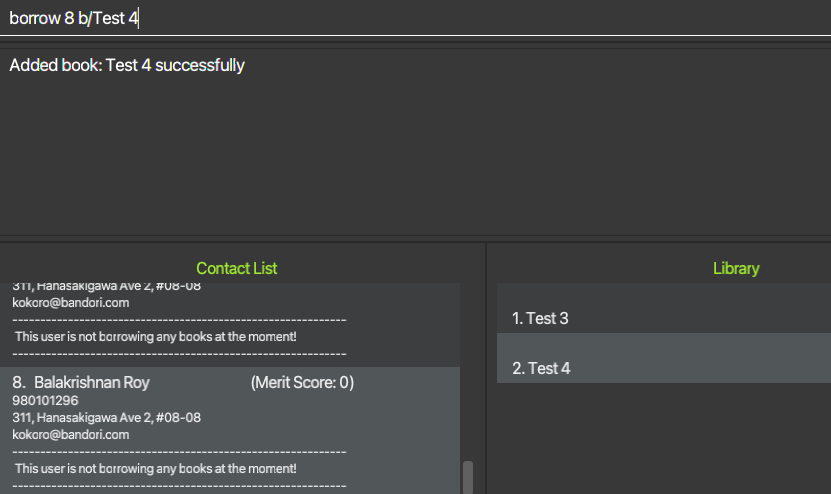 borrow 8 b/Test 4
Added book: Test 4 successfully
Contact List
311, Hanasakigawa Ave 2, #08-08
kokoro@bandori.com
------------------------------------------------------------
This user is not borrowing any books at the moment!
------------------------------------------------------------
8. Balakrishnan Roy (Merit Score: 0)
980101296
311, Hanasakigawa Ave 2, #08-08
kokoro@bandori.com
------------------------------------------------------------
This user is not borrowing any books at the moment!
------------------------------------------------------------
Library
1. Test 3
2. Test 4